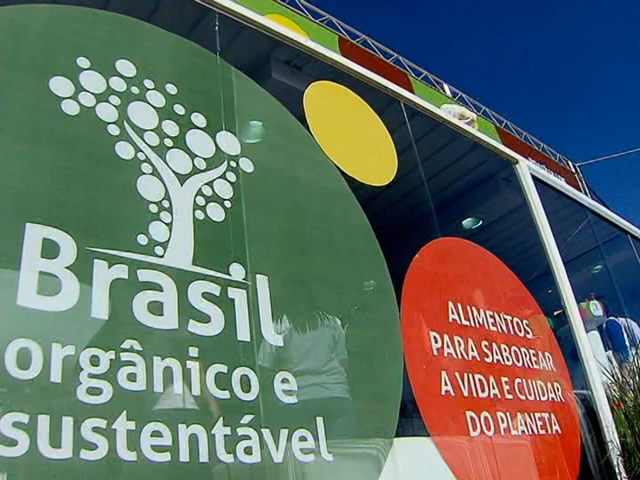 Brasil
orgânico e
sustentável
ALIMENTOS
PARA SABOREAR
A VIDA E CUIDAR
DO PLANETA